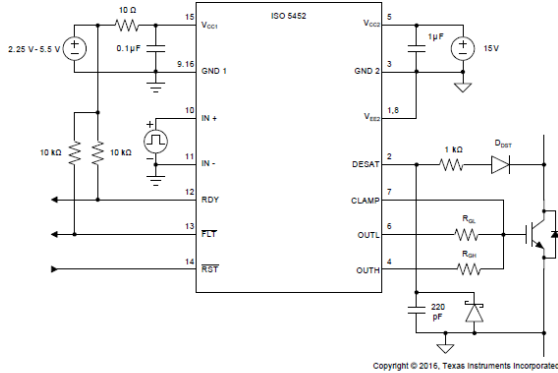 10 Ω
15
VCC1
ISO 5452
5
VCC2
2.25 V - 5.5 V
0.1µF
1µF
15V
9,16
GND 1
3
GND 2
10
IN +
1,8
VEE2
10 kΩ
10 kΩ
11
IN -
DESAT
2
1 kΩ
DDST
12
RDY
CLAMP
7
13
FLT
OUTL
6
RGL
14
RST
OUTH
4
RGH
220
pF
Copyright © 2016, Texas Instruments Incorporated